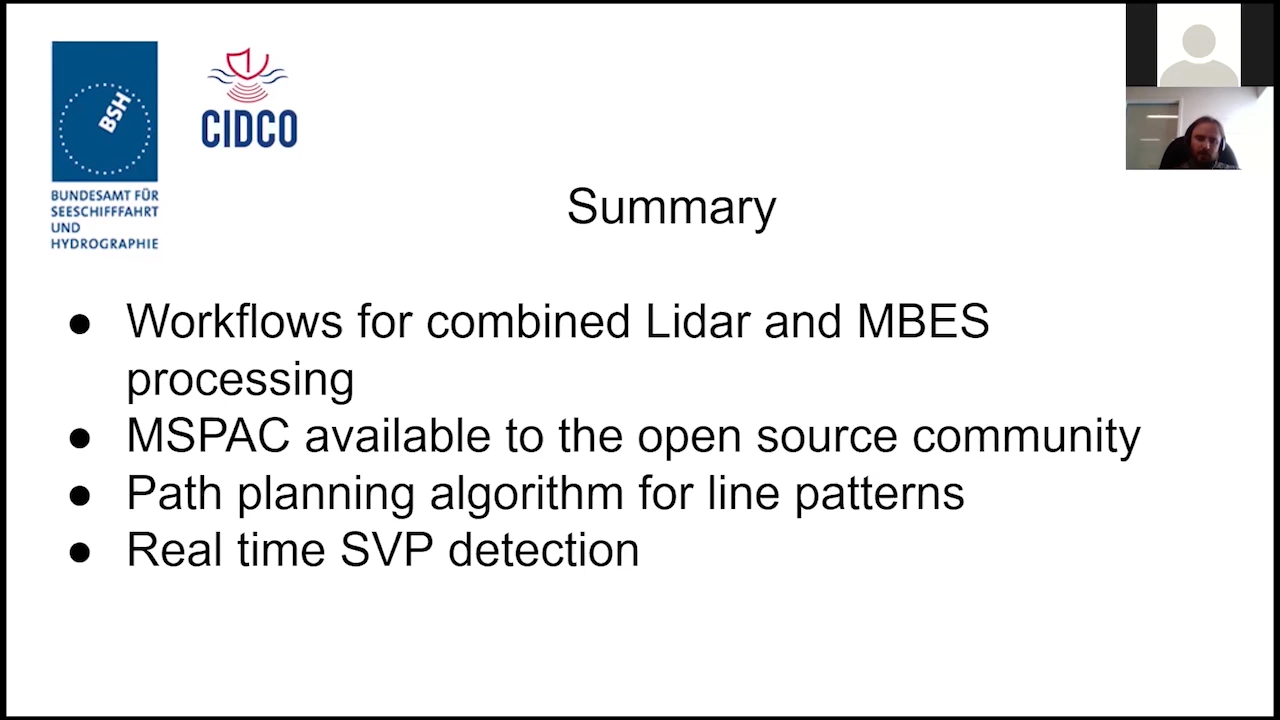 BSH
BUNDESAMT FÜR
SEESCHIFFFAHRT
UND
HYDROGRAPHIE
CIDCO
Summary
● Workflows for combined Lidar and MBES
processing
● MSPAC available to the open source community
● Path planning algorithm for line patterns
● Real time SVP detection